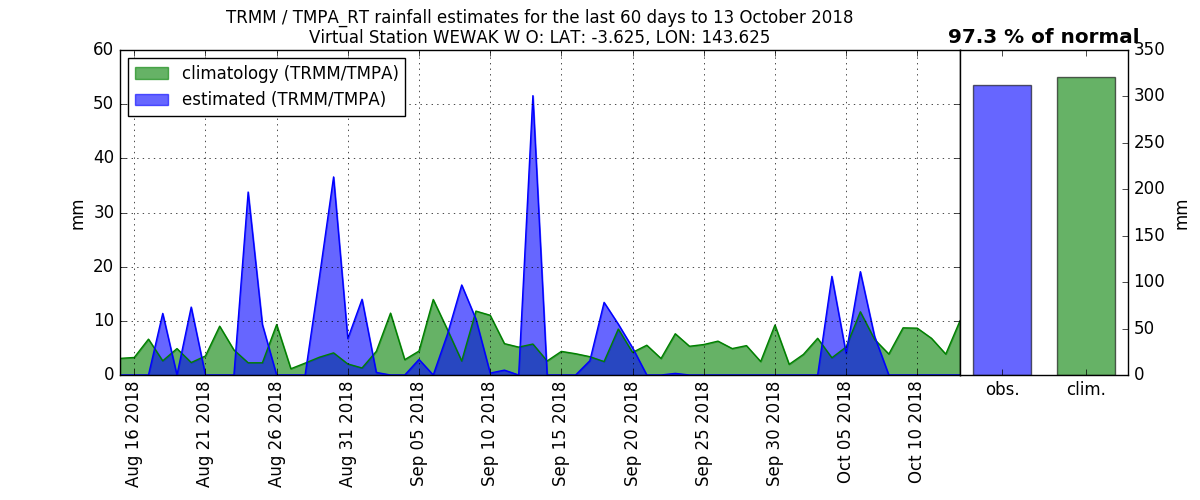 TRMM / TMPA_RT rainfall estimates for the last 60 days to 13 October 2018
Virtual Station WEWAK W O: LAT: -3.625, LON: 143.625
97.3 % of normal
climatology (TRMM/TMPA)
estimated (TRMM/TMPA)
60
50
40
30
20
10
0
mm
Aug 16 2018
Aug 21 2018
Aug 26 2018
Aug 31 2018
Sep 05 2018
Sep 10 2018
Sep 15 2018
Sep 20 2018
Sep 25 2018
Sep 30 2018
Oct 05 2018
Oct 10 2018
obs.
clim.
350
300
250
200
150
100
50
0
mm